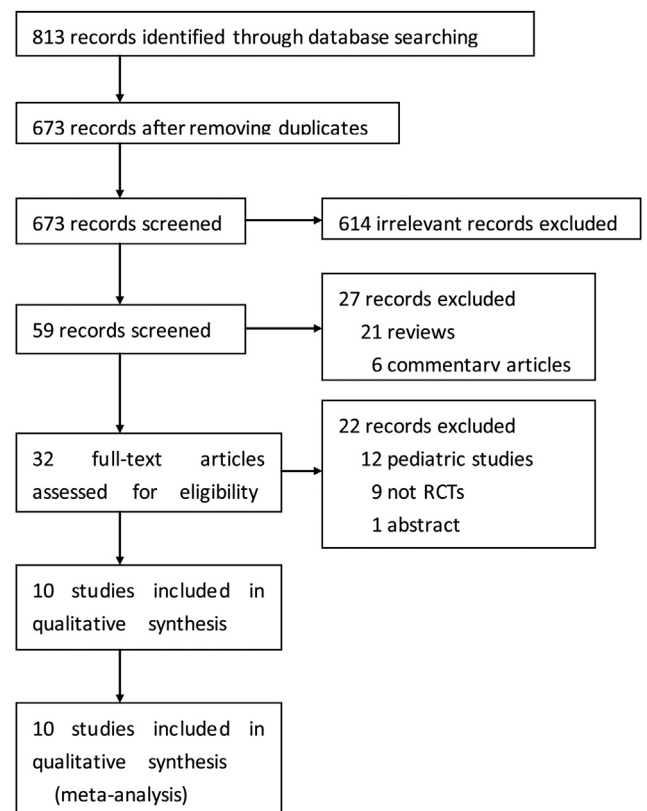 813 records identified through database searching
673 records after removing duplicates
673 records screened
614 irrelevant records excluded
59 records screened
27 records excluded
21 reviews
6 commentary articles
32 full-text articles
assessed for eligibility
22 records excluded
12 pediatric studies
9 not RCTs
1 abstract
10 studies included in
qualitative synthesis
10 studies included in
qualitative synthesis
(meta-analysis)